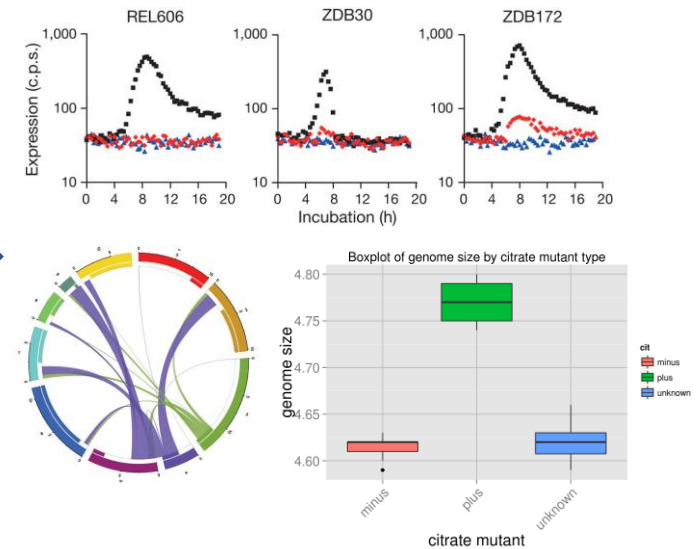 REL606 ZDB30 ZDB172
1,000 1,000 1,000
100 100 100
10 10 10
Expression (c.p.s.)
0 4 8 12 16 20 0 4 8 12 16 20 0 4 8 12 16 20
Incubation (h)
Boxplot of genome size by citrate mutant type
4.80
4.75
4.70
4.65
4.60
genome size
minus plus unknown
citrate mutant
cit
minus
plus
unknown